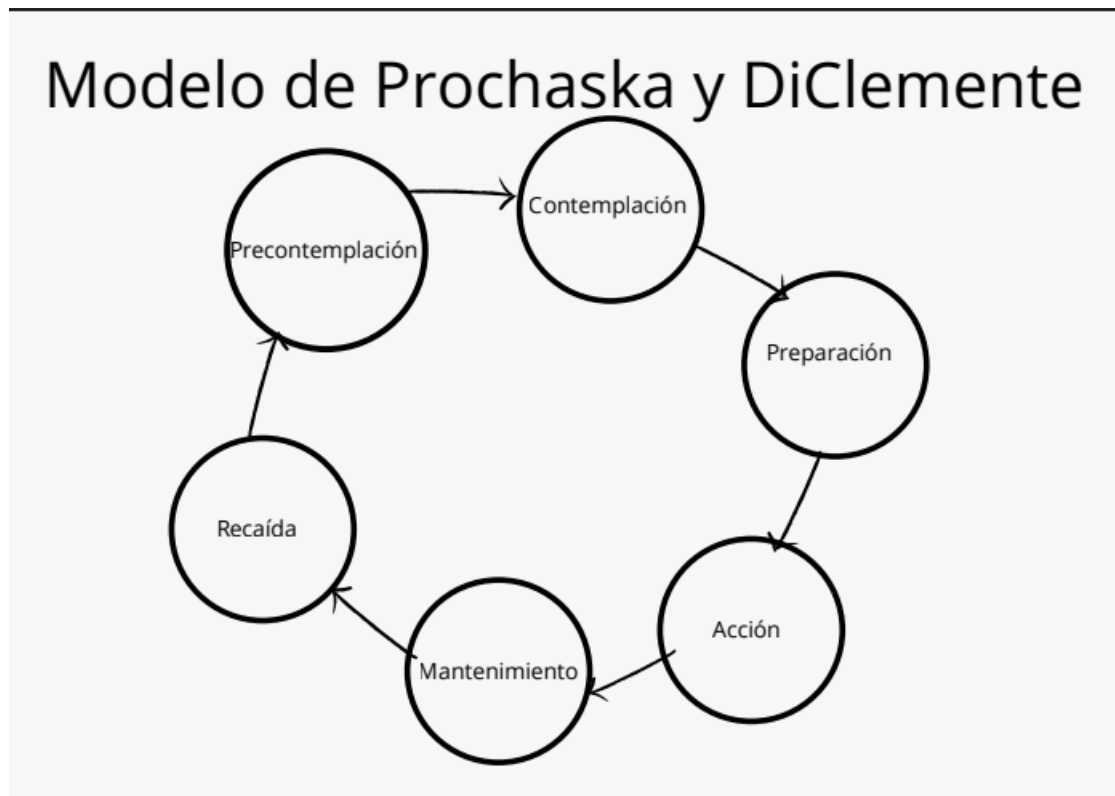 Modelo de Prochaska y DiClemente
Precontemplación
Contemplación
Preparación
Acción
Mantenimiento
Recaída